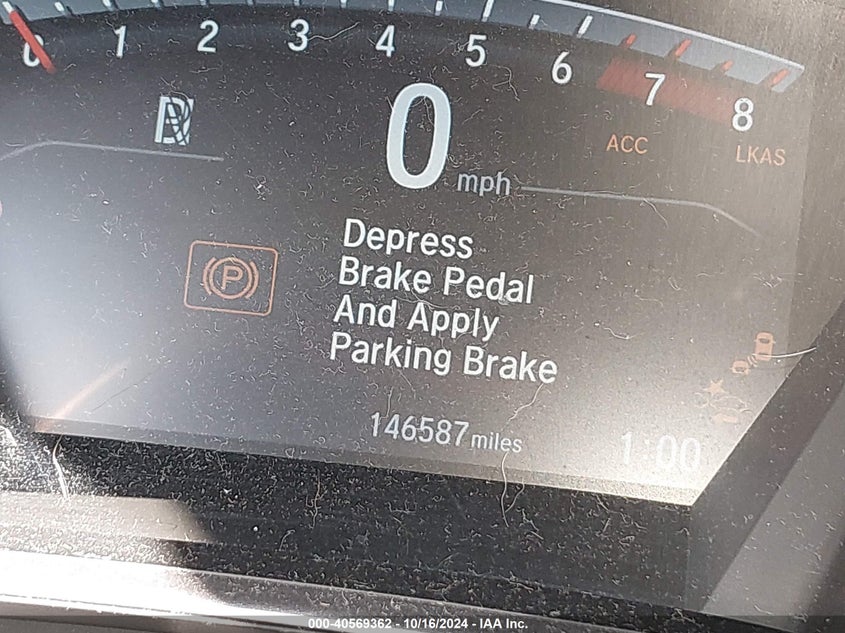 0 1 2 3 4 5 6 7 8
0 mph
ACC
LKAS
Depress
Brake Pedal
And Apply
Parking Brake
P
146587 miles
1:00
000-40569362 - 10/16/2024 - IAA Inc.